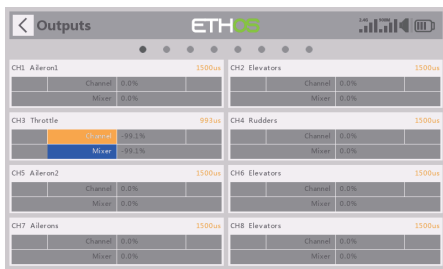 Outputs
ETHOS
2.4G 900M
CH1 Aileron1 1500us
Channel 0.0%
Mixer 0.0%
CH2 Elevators 1500us
Channel 0.0%
Mixer 0.0%
CH3 Throttle 993us
Channel -99.1%
Mixer -99.1%
CH4 Rudders 1500us
Channel 0.0%
Mixer 0.0%
CH5 Aileron2 1500us
Channel 0.0%
Mixer 0.0%
CH6 Elevators 1500us
Channel 0.0%
Mixer 0.0%
CH7 Ailerons 1500us
Channel 0.0%
Mixer 0.0%
CH8 Elevators 1500us
Channel 0.0%
Mixer 0.0%